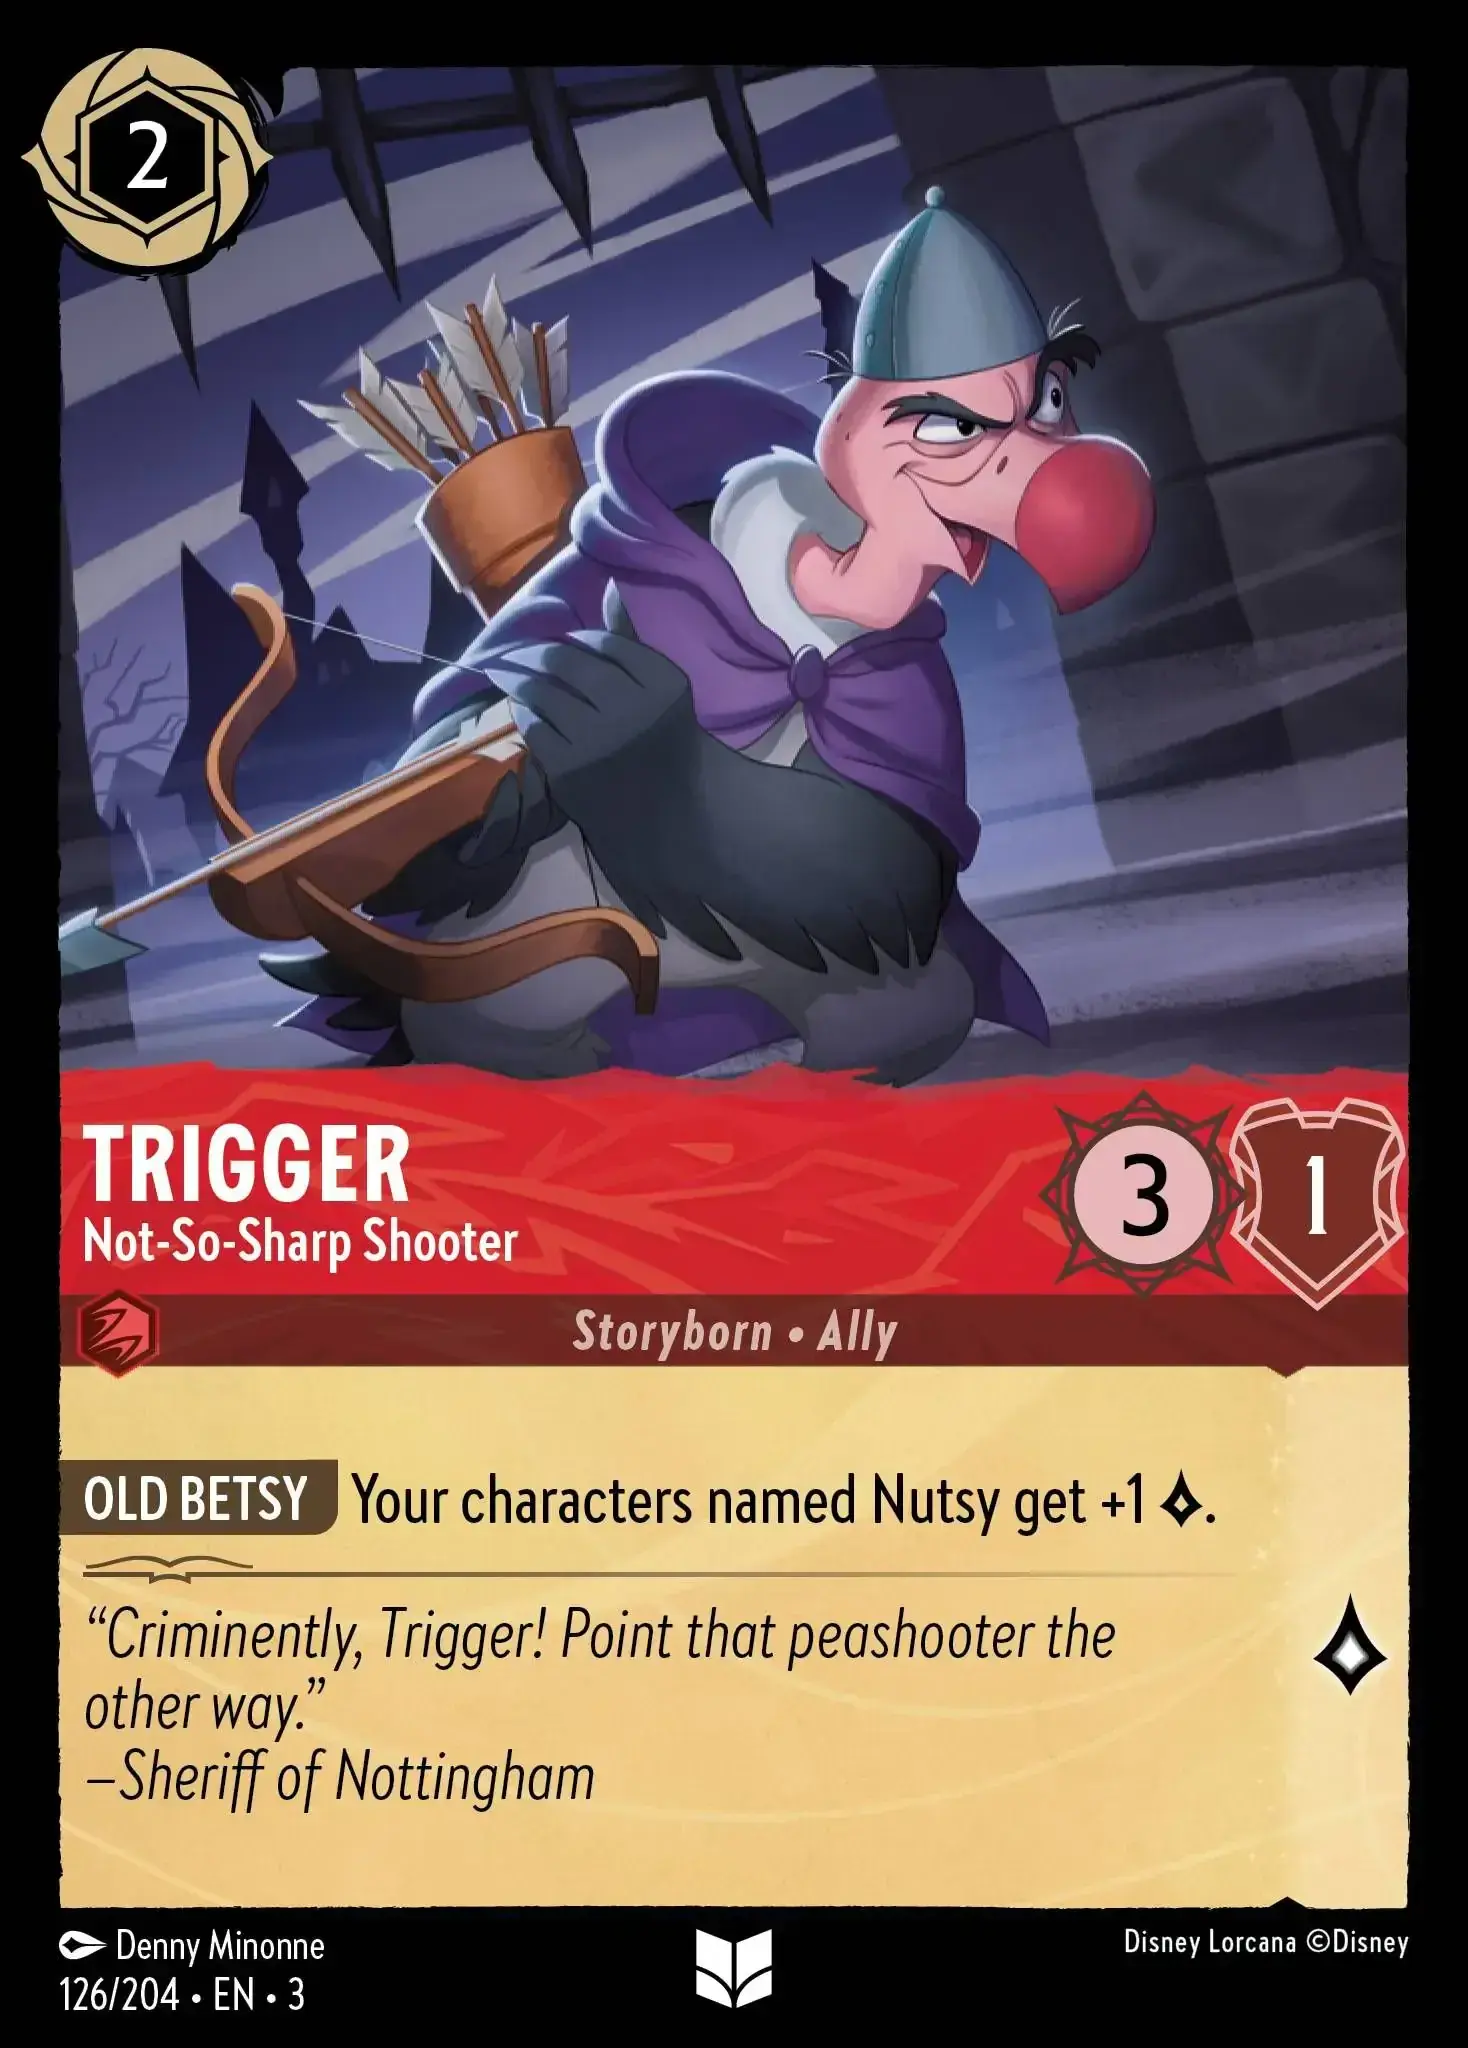 2
TRIGGER
Not-So-Sharp Shooter
3
1
Storyborn • Ally
OLD BETSY Your characters named Nutsy get +1 .
“Criminently, Trigger! Point that peashooter the
other way.”
–Sheriff of Nottingham
Denny Minonne
Disney Lorcana ©Disney
126/204 • EN • 3